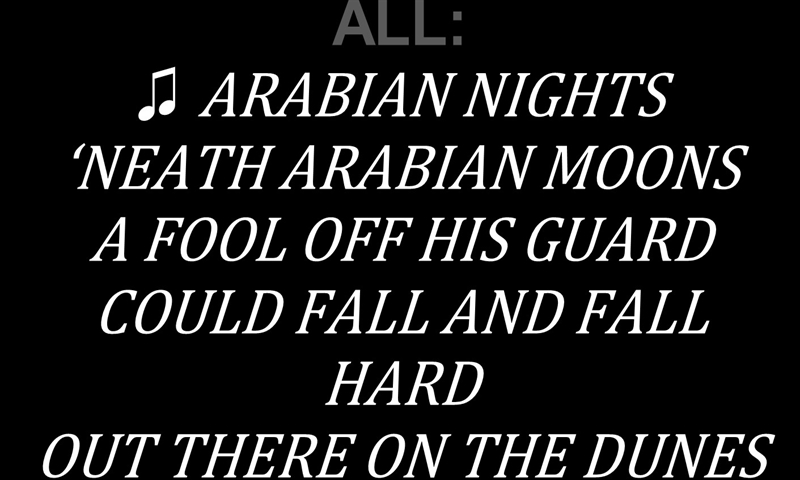 ALL:
♫ ARABIAN NIGHTS
‘NEATH ARABIAN MOONS
A FOOL OFF HIS GUARD
COULD FALL AND FALL
HARD
OUT THERE ON THE DUNES